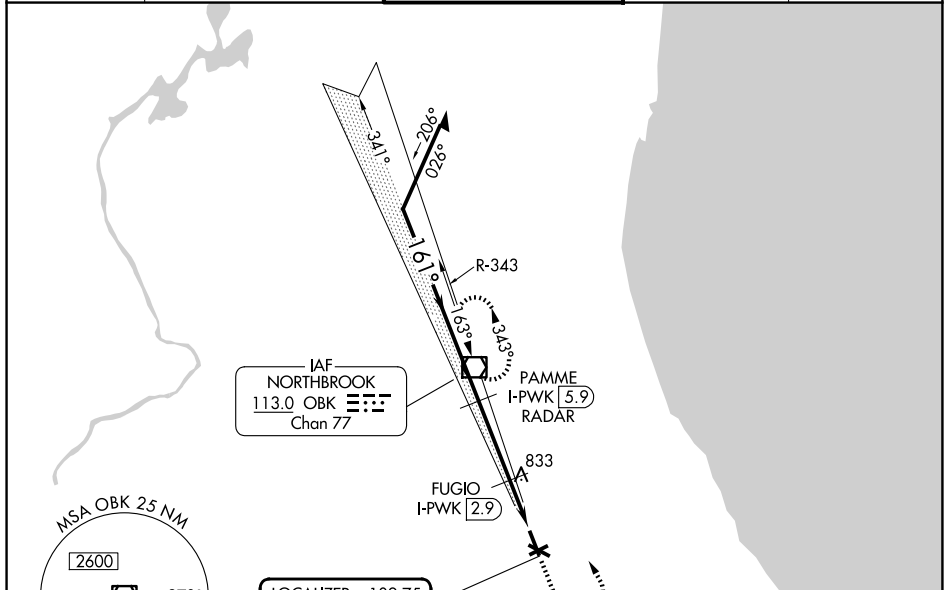 206°
026°
341°
161°
R-343
163°
343°
IAF
NORTHBROOK
113.0 OBK
Chan 77
PAMME
I-PWK 5.9
RADAR
833
FUGIO
I-PWK 2.9
MSA OBK 25 NM
2600